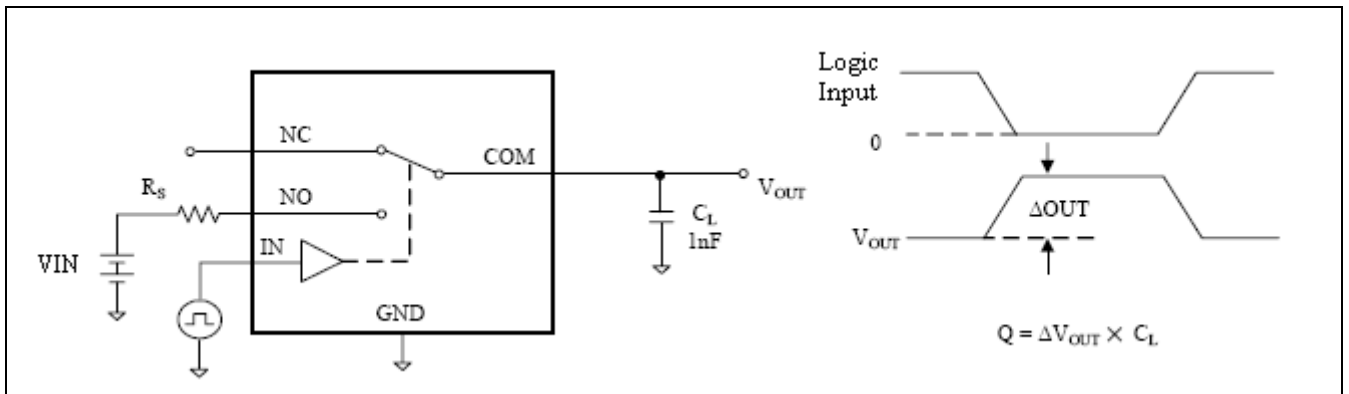 NC
COM
R_S
NO
V_OUT
C_L
1nF
IN
VIN
GND
Logic
Input
0
ΔOUT
V_OUT
Q = ΔV_OUT × C_L